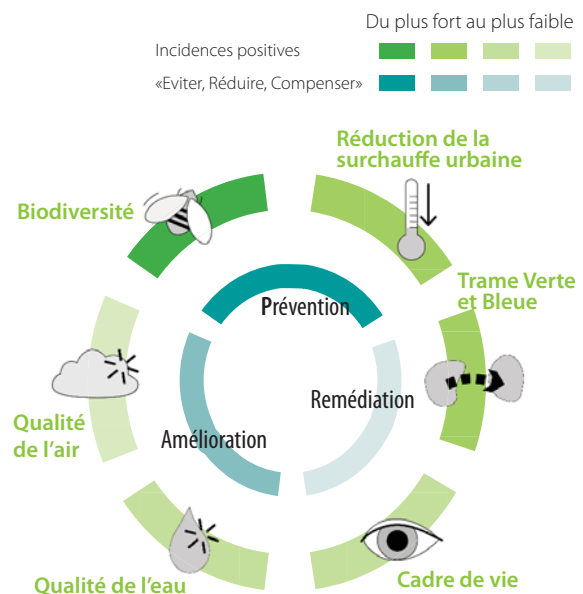 Du plus fort au plus faible
Incidences positives
«Eviter, Réduire, Compenser»
Réduction de la
surchauffe urbaine
Biodiversité
Trame Verte
et Bleue
Prévention
Remédiation
Amélioration
Qualité
de l’air
Qualité de l’eau
Cadre de vie